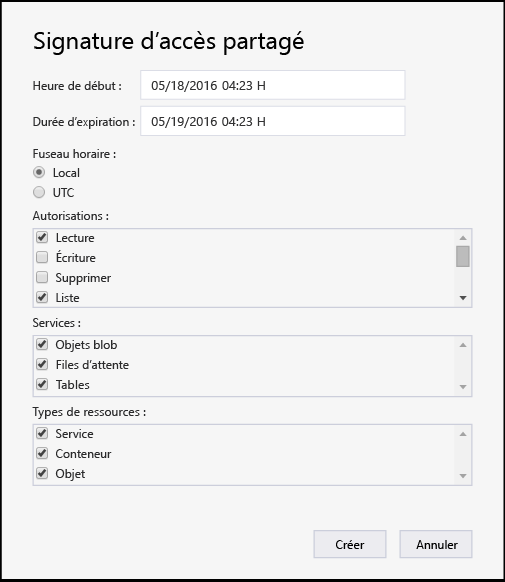 Signature d’accès partagé
Heure de début : 05/18/2016 04:23 H
Durée d’expiration : 05/19/2016 04:23 H
Fuseau horaire :
Local
UTC
Autorisations :
Lecture
Écriture
Supprimer
Liste
Services :
Objets blob
Files d’attente
Tables
Types de ressources :
Service
Conteneur
Objet
Créer Annuler